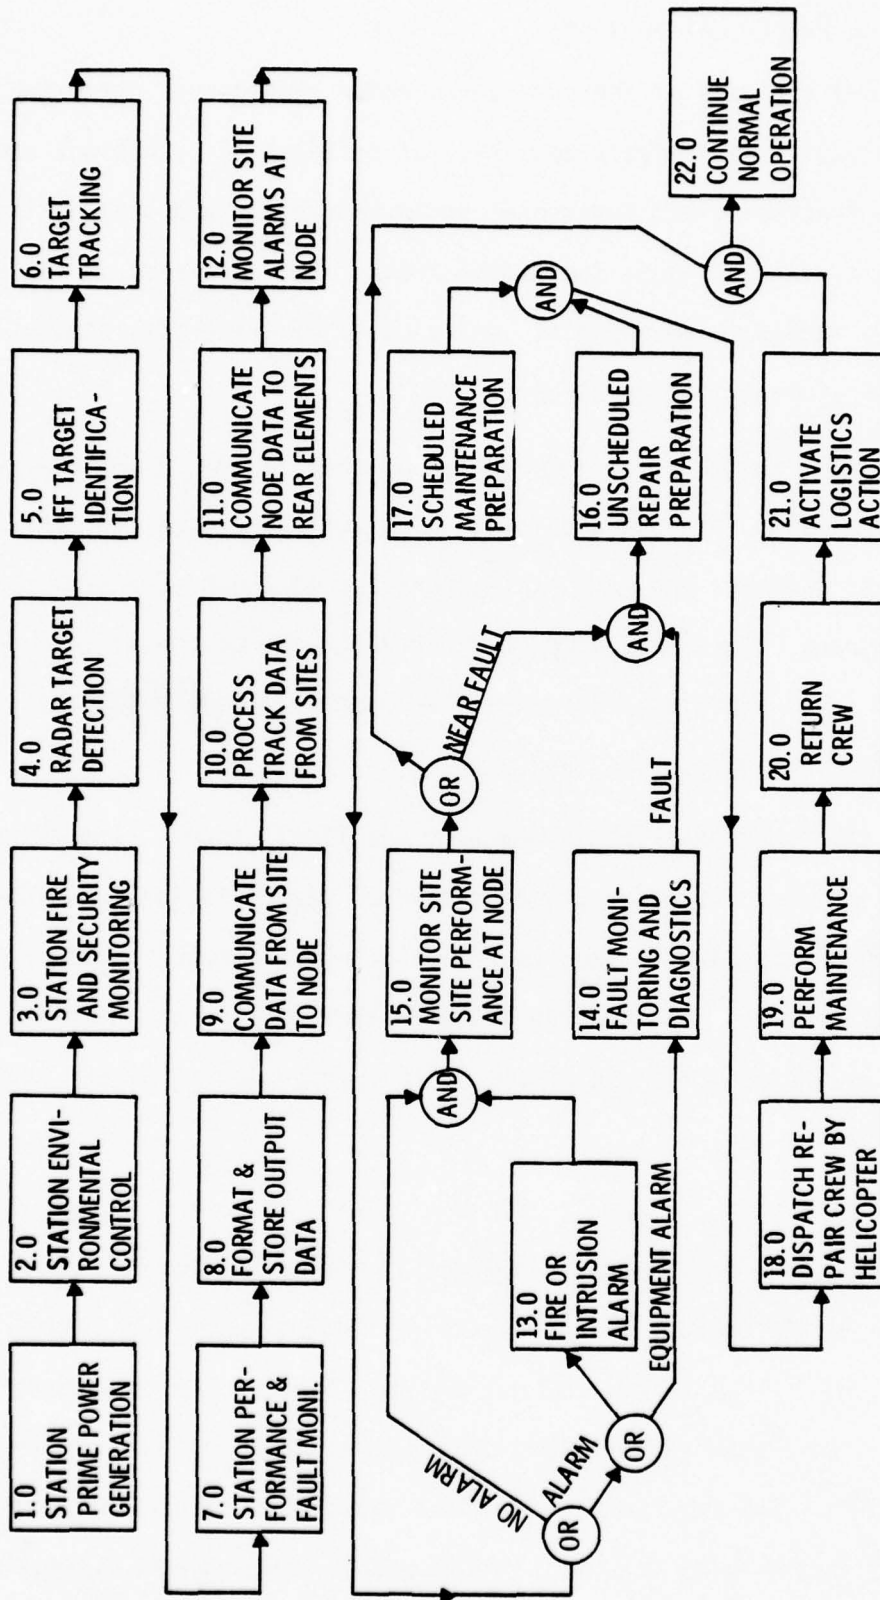 1.0
STATION
PRIME POWER
GENERATION
2.0
STATION ENVI-
RONMENTAL
CONTROL
3.0
STATION FIRE
AND SECURITY
MONITORING
4.0
RADAR TARGET
DETECTION
5.0
IFF TARGET
IDENTIFICA-
TION
6.0
TARGET
TRACKING
7.0
STATION PER-
FORMANCE &
FAULT MONI.
8.0
FORMAT &
STORE OUTPUT
DATA
9.0
COMMUNICATE
DATA FROM SITE
TO NODE
10.0
PROCESS
TRACK DATA
FROM SITES
11.0
COMMUNICATE
NODE DATA TO
REAR ELEMENTS
12.0
MONITOR SITE
ALARMS AT
NODE
OR
NO ALARM
ALARM
OR
13.0
FIRE OR
INTRUSION
ALARM
EQUIPMENT ALARM
AND
15.0
MONITOR SITE
SITE PERFORM-
ANCE AT NODE
14.0
FAULT MONI-
TORING AND
DIAGNOSTICS
OR
NEAR FAULT
FAULT
AND
17.0
SCHEDULED
MAINTENANCE
PREPARATION
16.0
UNSCHEDULED
REPAIR
PREPARATION
AND
18.0
DISPATCH RE-
PAIR CREW BY
HELICOPTER
19.0
PERFORM
MAINTENANCE
20.0
RETURN
CREW
21.0
ACTIVATE
LOGISTICS
ACTION
AND
22.0
CONTINUE
NORMAL
OPERATION